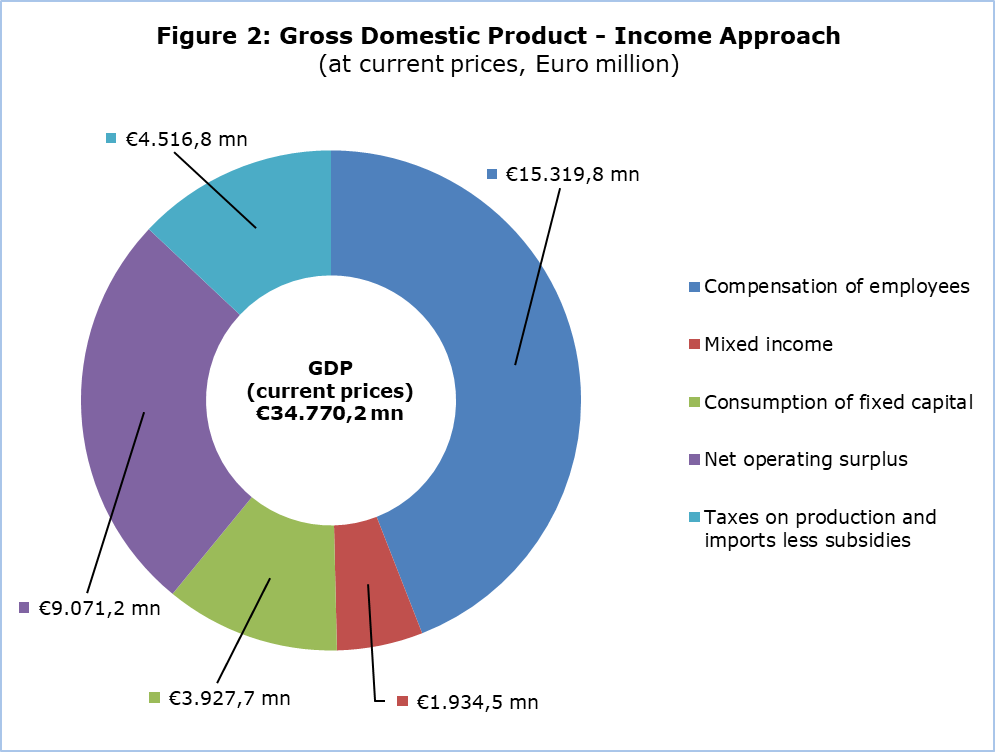 Figure 2: Gross Domestic Product - Income Approach
(at current prices, Euro million)
€4.516,8 mn
€15.319,8 mn
GDP
(current prices)
€34.770,2 mn
€9.071,2 mn
€3.927,7 mn
€1.934,5 mn
Compensation of employees
Mixed income
Consumption of fixed capital
Net operating surplus
Taxes on production and
imports less subsidies